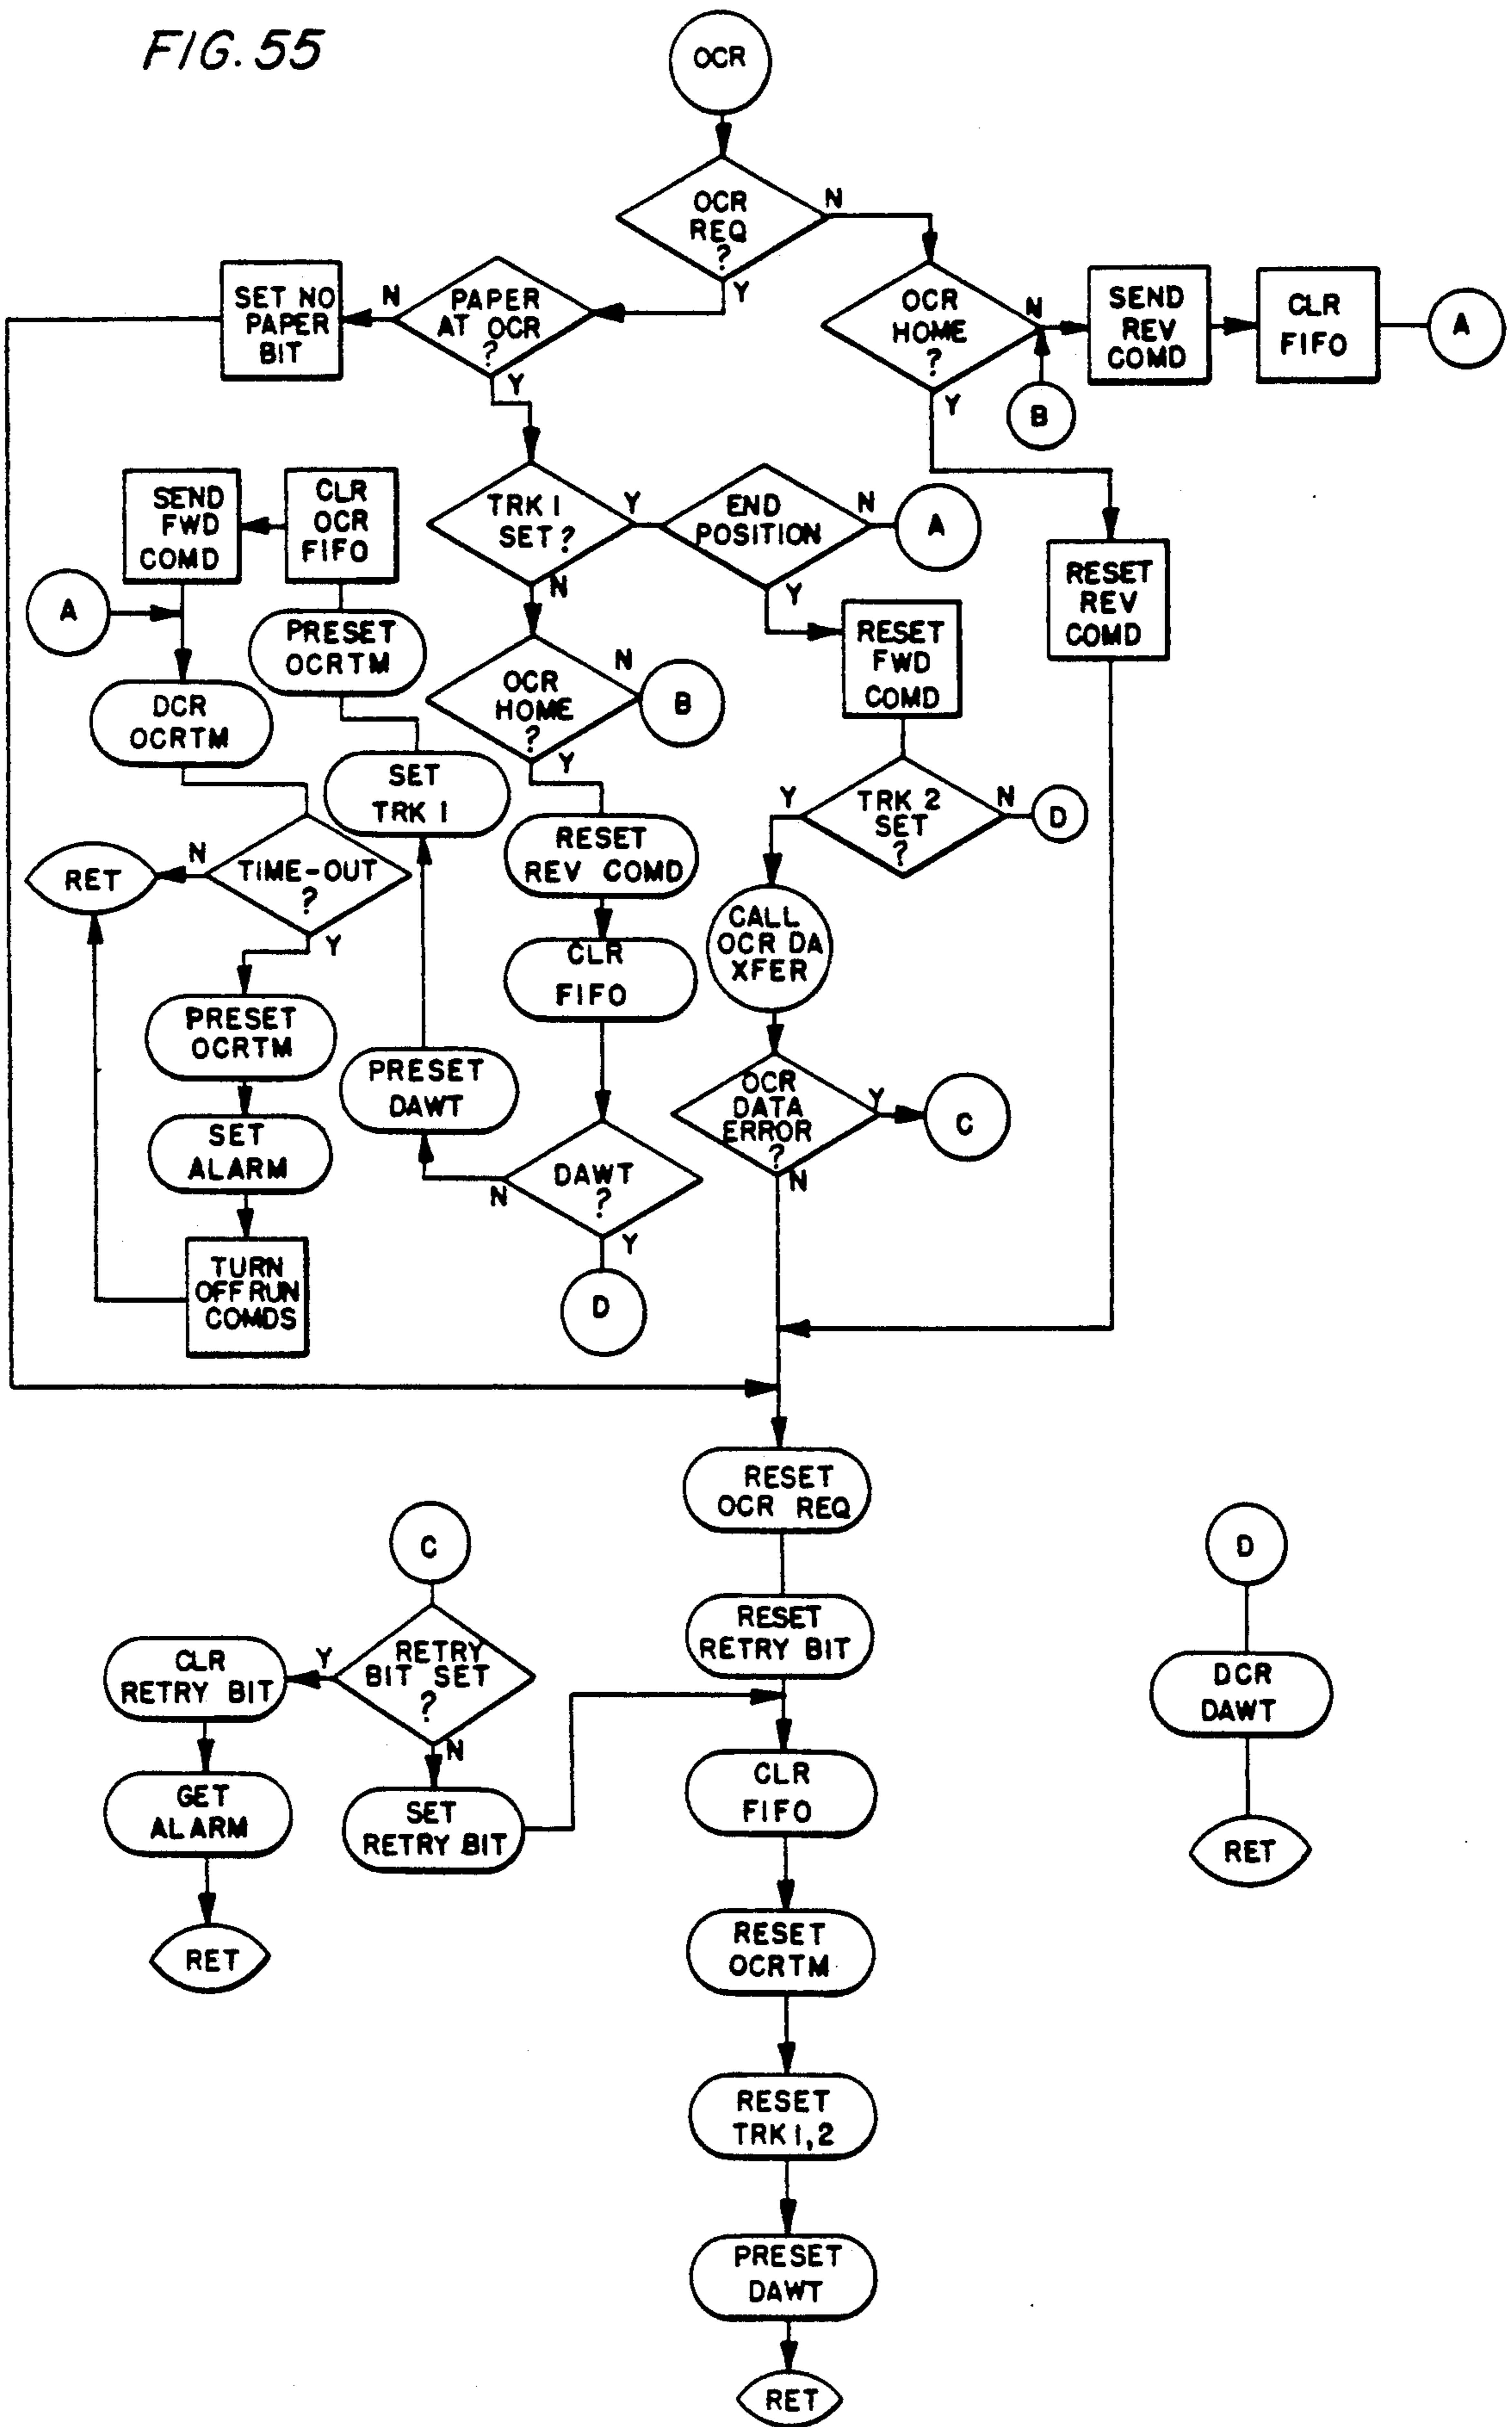 FIG. 55
OCR
OCR
REQ
?
N
Y
SET NO
PAPER
BIT
N
PAPER
AT OCR
?
Y
OCR
HOME
?
N
Y
SEND
REV
COMD
CLR
FIFO
A
B
SEND
FWD
COMD
CLR
OCR
FIFO
TRK 1
SET ?
Y
N
END
POSITION
N
Y
A
RESET
REV
COMD
A
PRESET
OCRTM
RESET
FWD
COMD
DCR
OCRTM
OCR
HOME
?
N
Y
B
SET
TRK 1
TRK 2
SET
?
Y
N
D
RET
N
TIME-OUT
?
Y
RESET
REV COMD
CALL
OCR DA
XFER
CLR
FIFO
PRESET
OCRTM
PRESET
DAWT
OCR
DATA
ERROR
?
Y
N
C
SET
ALARM
DAWT
?
N
Y
TURN
OFF RUN
COMDS
D
RESET
OCR REQ
C
D
RESET
RETRY BIT
CLR
RETRY BIT
Y
RETRY
BIT SET
?
N
DCR
DAWT
GET
ALARM
SET
RETRY BIT
CLR
FIFO
RET
RET
RESET
OCRTM
RESET
TRK 1,2
PRESET
DAWT
RET